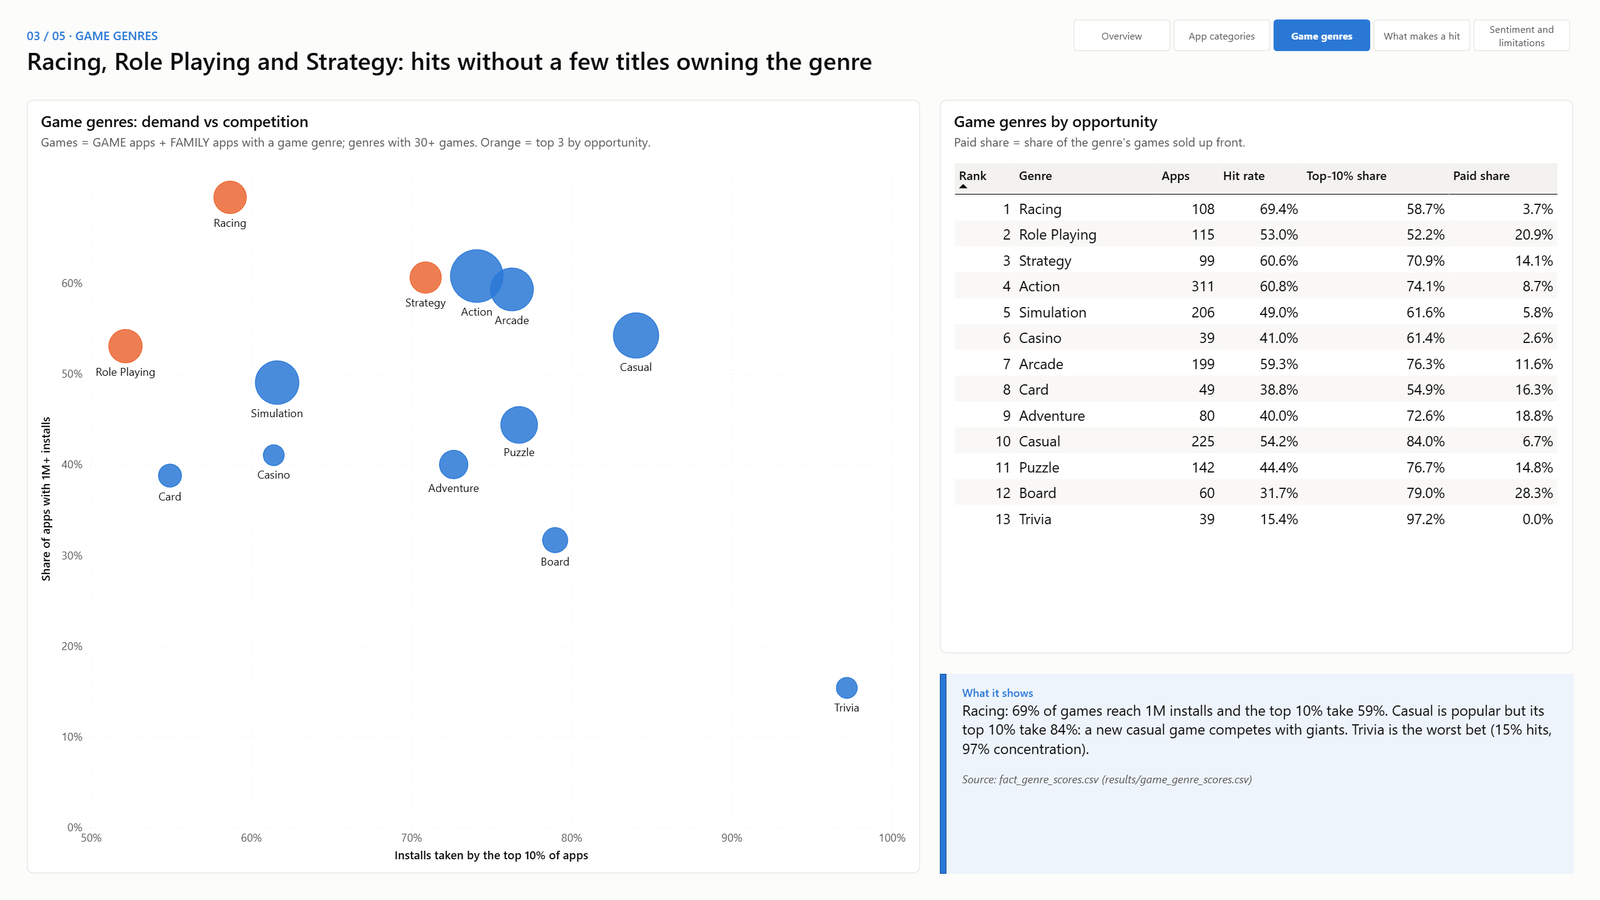 03 / 05 · GAME GENRES
Racing, Role Playing and Strategy: hits without a few titles owning the genre
Overview
App categories
Game genres
What makes a hit
Sentiment and
limitations
Game genres: demand vs competition
Games = GAME apps + FAMILY apps with a game genre; genres with 30+ games. Orange = top 3 by opportunity.
Share of apps with 1M+ installs
60%
50%
40%
30%
20%
10%
0%
Racing
Strategy
Action
Arcade
Casual
Role Playing
Simulation
Puzzle
Casino
Adventure
Card
Board
Trivia
50%
60%
70%
80%
90%
100%
Installs taken by the top 10% of apps
Game genres by opportunity
Paid share = share of the genre's games sold up front.
Rank Genre Apps Hit rate Top-10% share Paid share
1 Racing 108 69.4% 58.7% 3.7%
2 Role Playing 115 53.0% 52.2% 20.9%
3 Strategy 99 60.6% 70.9% 14.1%
4 Action 311 60.8% 74.1% 8.7%
5 Simulation 206 49.0% 61.6% 5.8%
6 Casino 39 41.0% 61.4% 2.6%
7 Arcade 199 59.3% 76.3% 11.6%
8 Card 49 38.8% 54.9% 16.3%
9 Adventure 80 40.0% 72.6% 18.8%
10 Casual 225 54.2% 84.0% 6.7%
11 Puzzle 142 44.4% 76.7% 14.8%
12 Board 60 31.7% 79.0% 28.3%
13 Trivia 39 15.4% 97.2% 0.0%
What it shows
Racing: 69% of games reach 1M installs and the top 10% take 59%. Casual is popular but its
top 10% take 84%: a new casual game competes with giants. Trivia is the worst bet (15% hits,
97% concentration).
Source: fact_genre_scores.csv (results/game_genre_scores.csv)